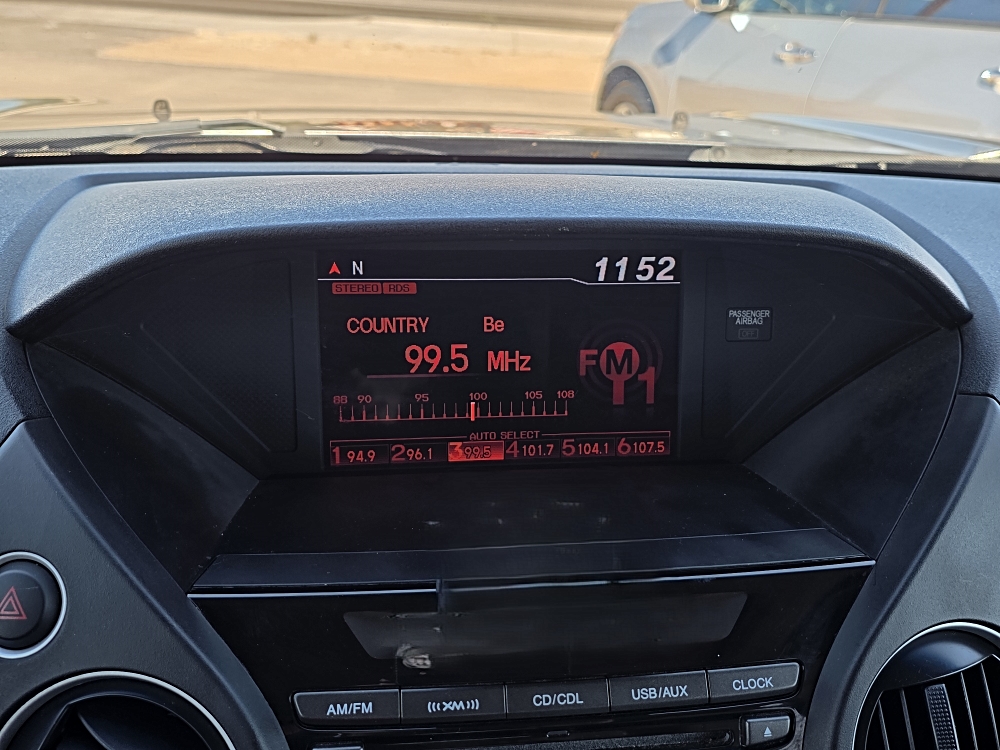 N
1152
STEREO RDS
COUNTRY Be
99.5 MHz
FM1
88 90 95 100 105 108
AUTO SELECT
1 94.9 2 96.1 3 99.5 4 101.7 5 104.1 6 107.5
PASSENGER
AIRBAG
OFF
AM/FM
(((XM)))
CD/CDL
USB/AUX
CLOCK